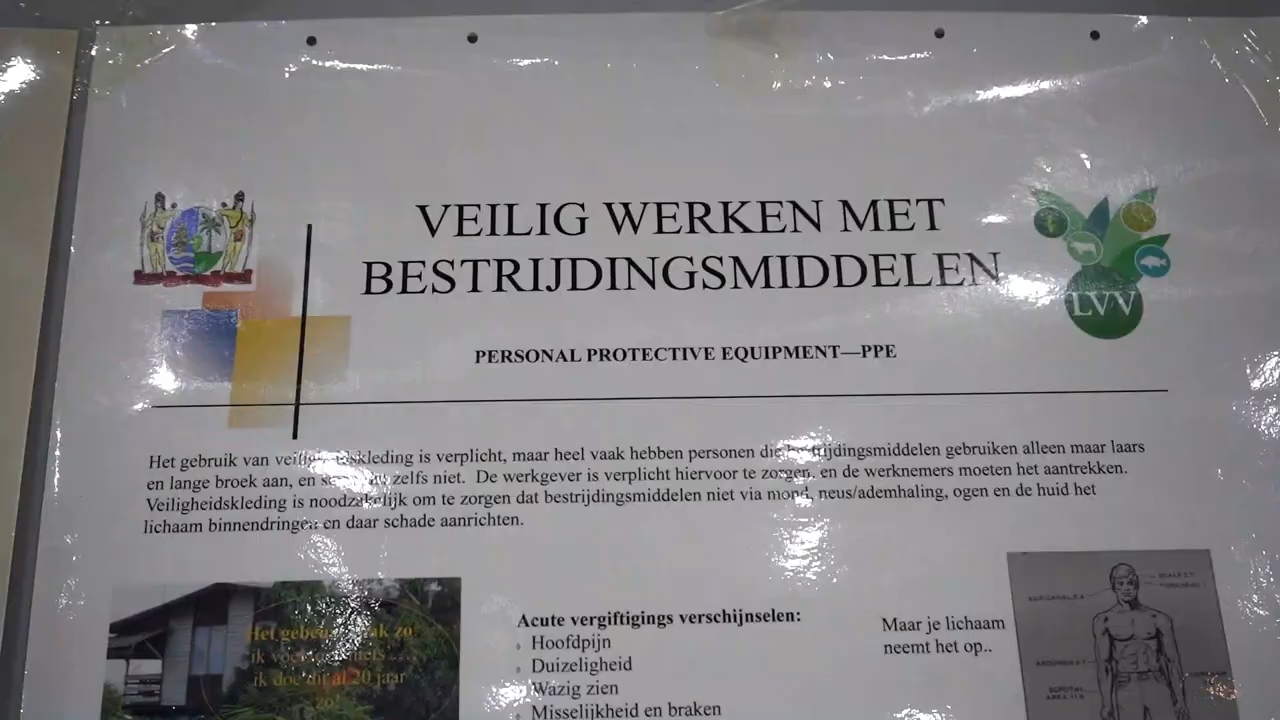 VEILIG WERKEN MET
BESTRIJDINGSMIDDELEN
LVV
PERSONAL PROTECTIVE EQUIPMENT—PPE
Het gebruik van is verplicht, maar heel vaak hebben personen die bestrijdingsmiddelen gebruiken alleen maar laars
en lange broek aan, en zelfs niet. De werkgever is verplicht hiervoor te zorgen, en de werknemers moeten het aantrekken.
Veiligheidskleding is noodzakelijk om te zorgen dat bestrijdingsmiddelen niet via mond, neus/ademhaling, ogen en de huid het
lichaam binnendringen en daar schade aanrichten.
Het zo:
ik
ik doe dit al 20 jaar
zo!
Acute vergiftigings verschijnselen:
Hoofdpijn
Duizeligheid
Wazig zien
Misselijkheid en braken
Maar je lichaam
neemt het op..